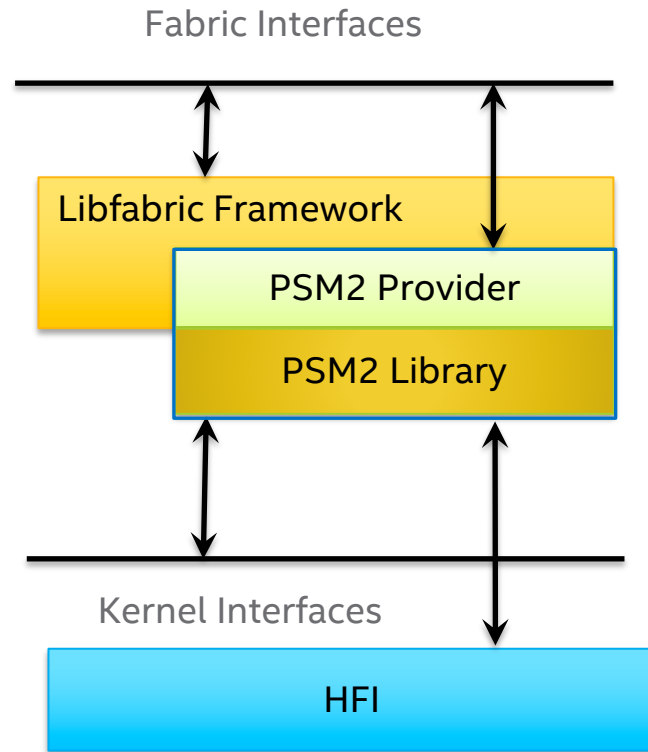 Fabric Interfaces
Libfabric Framework
PSM2 Provider
PSM2 Library
Kernel Interfaces
HFI